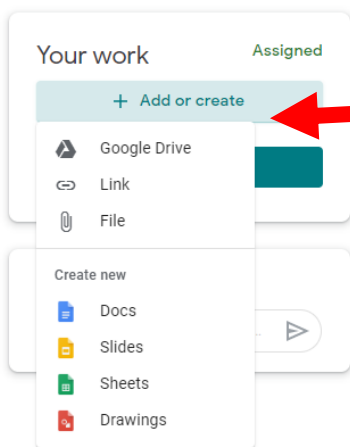 Your work
Assigned
+ Add or create
Google Drive
Link
File
Create new
Docs
Slides
Sheets
Drawings